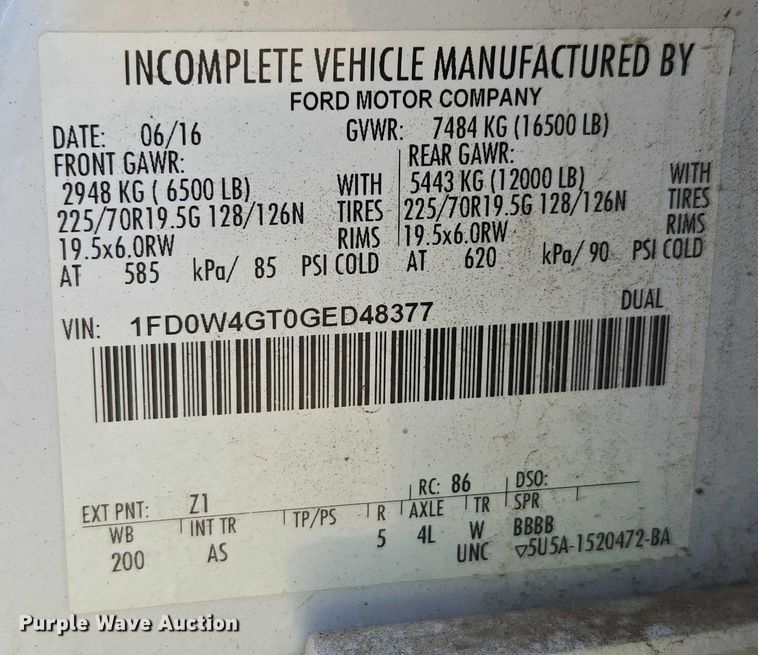 INCOMPLETE VEHICLE MANUFACTURED BY
FORD MOTOR COMPANY
DATE: 06/16 GVWR: 7484 KG (16500 LB)
FRONT GAWR: REAR GAWR:
2948 KG ( 6500 LB) WITH 5443 KG (12000 LB) WITH
225/70R19.5G 128/126N TIRES 225/70R19.5G 128/126N TIRES
19.5x6.0RW RIMS 19.5x6.0RW RIMS
AT 585 kPa/ 85 PSI COLD AT 620 kPa/ 90 PSI COLD
VIN: 1FD0W4GT0GED48377 DUAL
EXT PNT: Z1 RC: 86 DSO:
WB INT TR TP/PS R AXLE TR SPR
200 AS 5 4L W BBBB
UNC ▽5U5A-1520472-BA
Purple Wave Auction